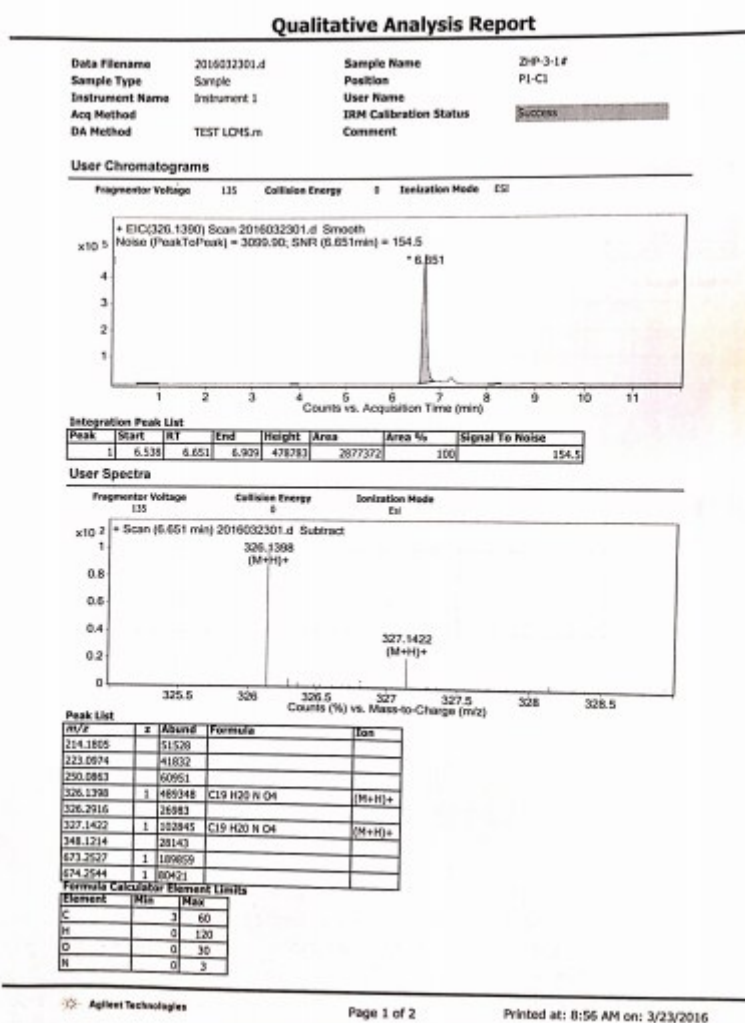 Qualitative Analysis Report
Data Filename 2016032301.d Sample Name ZHP-3-1#
Sample Type Sample Position P1-C1
Instrument Name Instrument 1 User Name
Acq Method IRM Calibration Status Success
DA Method TEST LCMS.m Comment
User Chromatograms
Fragmentor Voltage 135 Collision Energy 0 Ionization Mode ESI
+ EIC(326.1390) Scan 2016032301.d Smooth
Noise (PeakToPeak) = 3099.90; SNR (6.651min) = 154.5
x10 5
* 6.651
4
3
2
1
1 2 3 4 5 6 7 8 9 10 11
Counts vs. Acquisition Time (min)
Integration Peak List
Peak Start RT End Height Area Area % Signal To Noise
1 6.538 6.651 6.909 478783 2877372 100 154.5
User Spectra
Fragmentor Voltage Collision Energy Ionization Mode
135 0 Esi
x10 2 + Scan (6.651 min) 2016032301.d Subtract
1 326.1398
(M+H)+
0.8
0.6
0.4
327.1422
(M+H)+
0.2
0
325.5 326 326.5 327 327.5 328 328.5
Counts (%) vs. Mass-to-Charge (m/z)
Peak List
m/z z Abund Formula Ion
214.1805 51528
223.0974 41832
250.0863 60951
326.1398 1 489348 C19 H20 N O4 (M+H)+
326.2916 26983
327.1422 1 102845 C19 H20 N O4 (M+H)+
348.1214 28143
673.2527 1 189859
674.2544 1 80421
Formula Calculator Element Limits
Element Min Max
C 3 60
H 0 120
O 0 30
N 0 3
Agilent Technologies Page 1 of 2 Printed at: 8:56 AM on: 3/23/2016